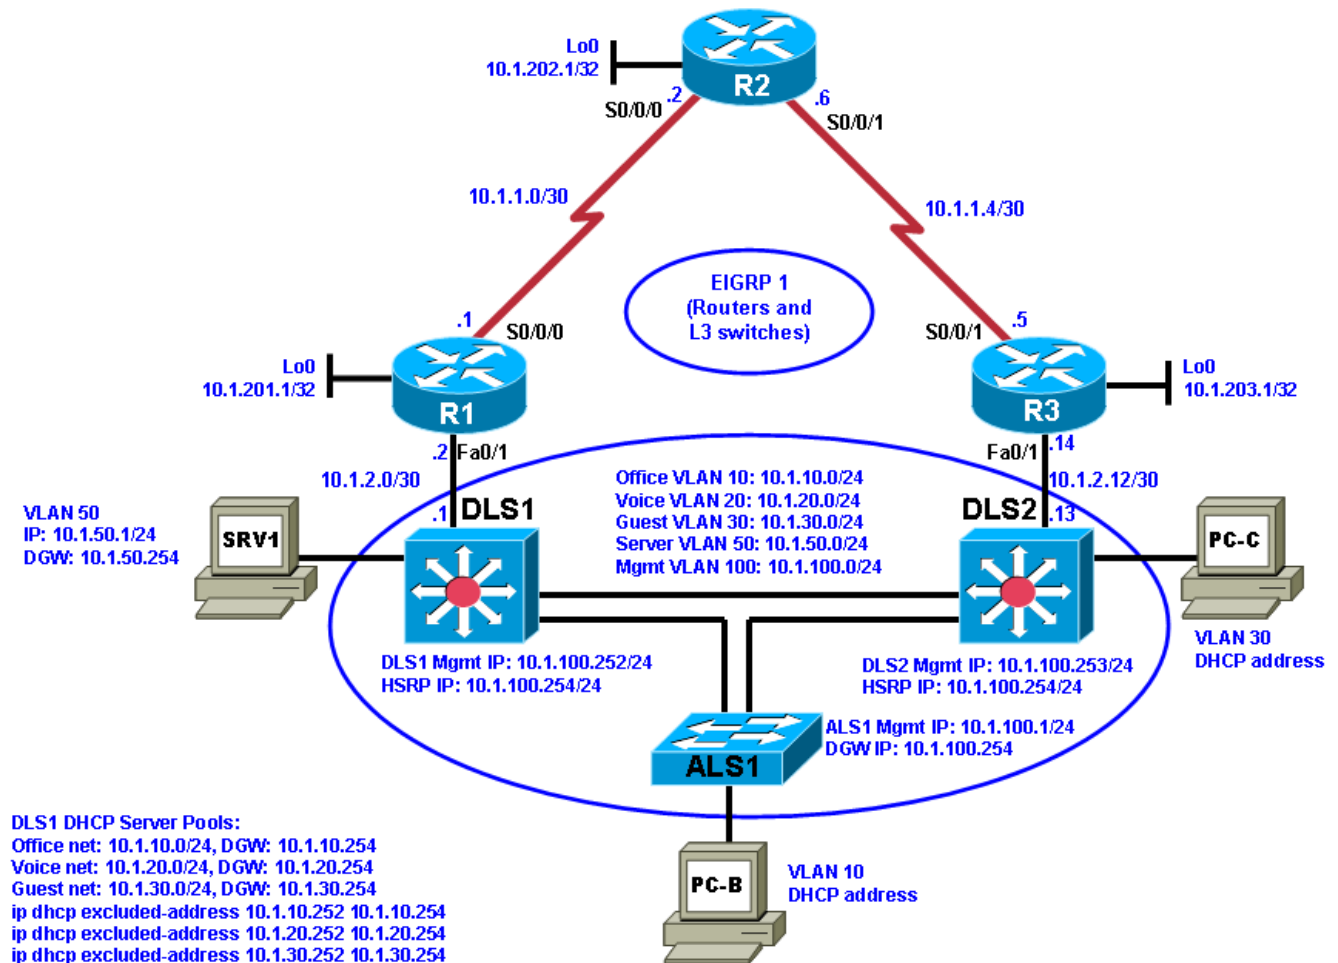 Lo0
10.1.202.1/32
R2
.2
.6
S0/0/0
S0/0/1
10.1.1.0/30
10.1.1.4/30
EIGRP 1
(Routers and
L3 switches)
.1
S0/0/0
S0/0/1
.5
Lo0
10.1.201.1/32
R1
R3
Lo0
10.1.203.1/32
.2
Fa0/1
Fa0/1
.14
10.1.2.0/30
10.1.2.12/30
Office VLAN 10: 10.1.10.0/24
Voice VLAN 20: 10.1.20.0/24
Guest VLAN 30: 10.1.30.0/24
Server VLAN 50: 10.1.50.0/24
Mgmt VLAN 100: 10.1.100.0/24
.1
DLS1
DLS2
.13
VLAN 50
IP: 10.1.50.1/24
DGW: 10.1.50.254
SRV1
PC-C
VLAN 30
DHCP address
DLS1 Mgmt IP: 10.1.100.252/24
HSRP IP: 10.1.100.254/24
DLS2 Mgmt IP: 10.1.100.253/24
HSRP IP: 10.1.100.254/24
ALS1 Mgmt IP: 10.1.100.1/24
DGW IP: 10.1.100.254
ALS1
DLS1 DHCP Server Pools:
Office net: 10.1.10.0/24, DGW: 10.1.10.254
Voice net: 10.1.20.0/24, DGW: 10.1.20.254
Guest net: 10.1.30.0/24, DGW: 10.1.30.254
ip dhcp excluded-address 10.1.10.252 10.1.10.254
ip dhcp excluded-address 10.1.20.252 10.1.20.254
ip dhcp excluded-address 10.1.30.252 10.1.30.254
PC-B
VLAN 10
DHCP address